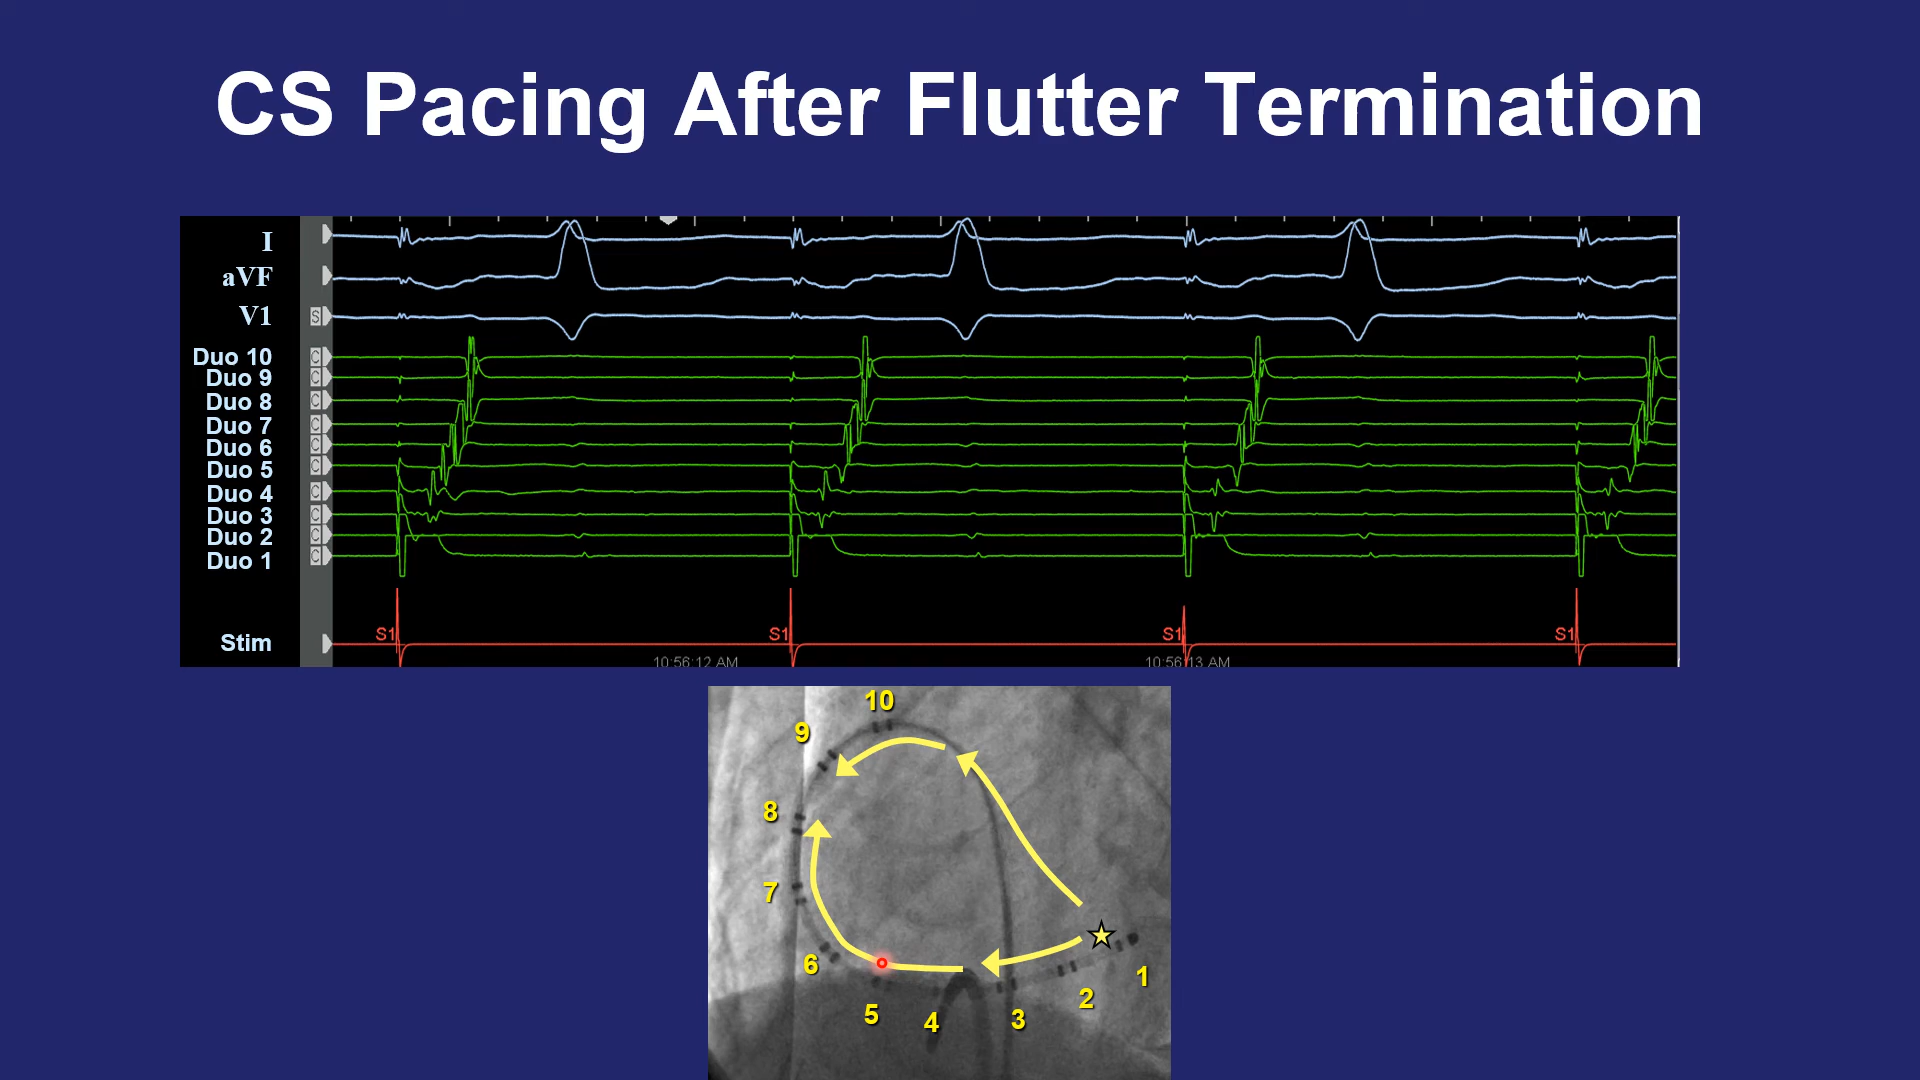 CS Pacing After Flutter Termination
I
aVF
V1
S
Duo 10
C
Duo 9
C
Duo 8
C
Duo 7
C
Duo 6
C
Duo 5
C
Duo 4
C
Duo 3
C
Duo 2
C
Duo 1
C
Stim
S1 S1 S1 S1
10:56:12 AM 10:56:13 AM
10
9
8
7
6
5
4
3
2
1